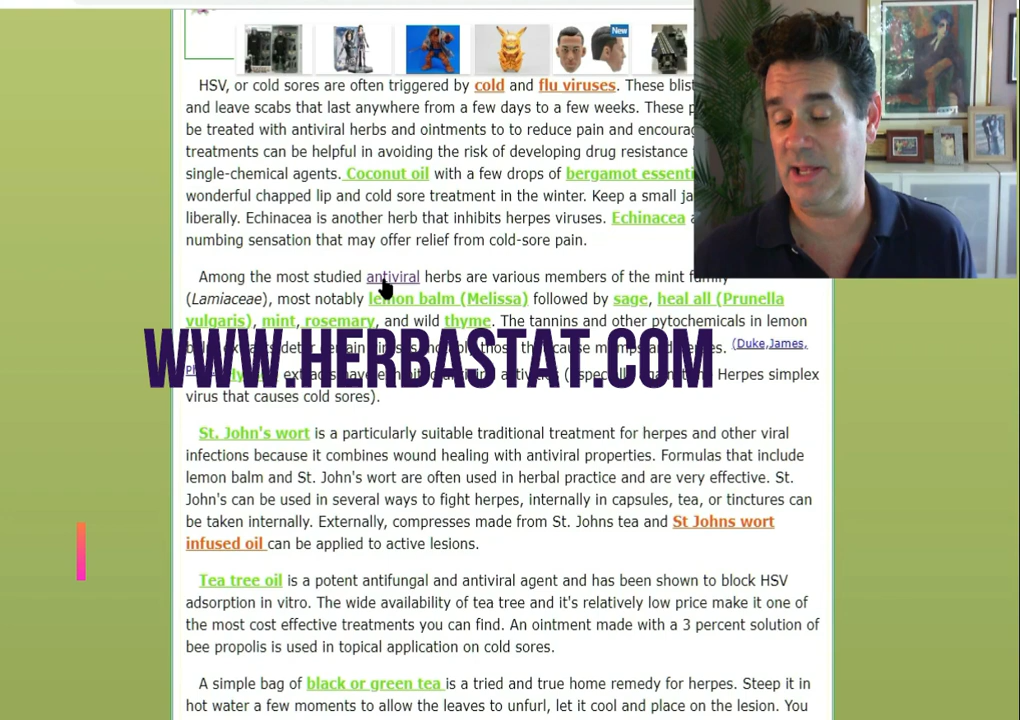 New
HSV, or cold sores are often triggered by cold and flu viruses. These blist
and leave scabs that last anywhere from a few days to a few weeks. These p
be treated with antiviral herbs and ointments to to reduce pain and encourag
treatments can be helpful in avoiding the risk of developing drug resistance
single-chemical agents. Coconut oil with a few drops of bergamot essenti
wonderful chapped lip and cold sore treatment in the winter. Keep a small ja
liberally. Echinacea is another herb that inhibits herpes viruses. Echinacea a
numbing sensation that may offer relief from cold-sore pain.
Among the most studied antiviral herbs are various members of the mint family
(Lamiaceae), most notably lemon balm (Melissa) followed by sage, heal all (Prunella
vulgaris), mint, rosemary, and wild thyme. The tannins and other pytochemicals in lemon
(Duke,James,
WWW.HERBASTAT.COM
Herpes simplex
virus that causes cold sores).
St. John's wort is a particularly suitable traditional treatment for herpes and other viral
infections because it combines wound healing with antiviral properties. Formulas that include
lemon balm and St. John's wort are often used in herbal practice and are very effective. St.
John's can be used in several ways to fight herpes, internally in capsules, tea, or tinctures can
be taken internally. Externally, compresses made from St. Johns tea and St Johns wort
infused oil can be applied to active lesions.
Tea tree oil is a potent antifungal and antiviral agent and has been shown to block HSV
adsorption in vitro. The wide availability of tea tree and it's relatively low price make it one of
the most cost effective treatments you can find. An ointment made with a 3 percent solution of
bee propolis is used in topical application on cold sores.
A simple bag of black or green tea is a tried and true home remedy for herpes. Steep it in
hot water a few moments to allow the leaves to unfurl, let it cool and place on the lesion. You